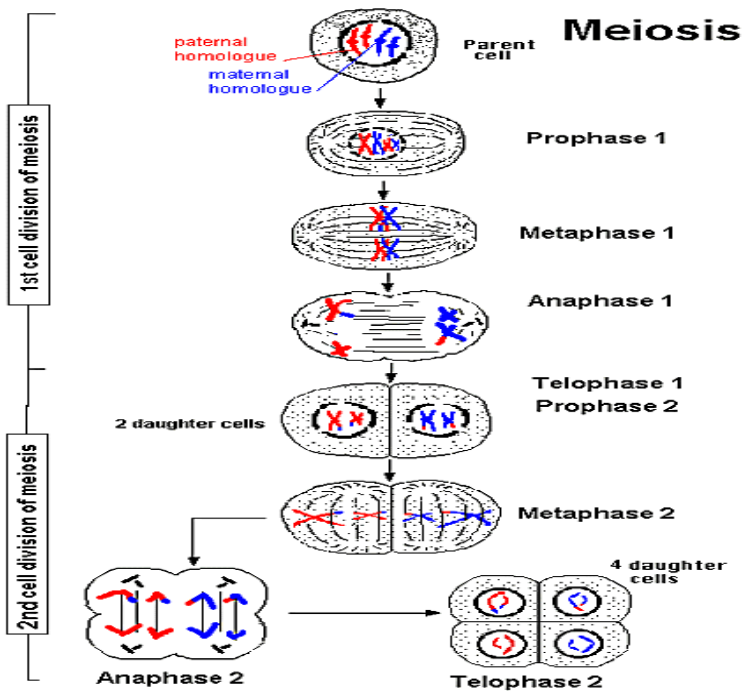 Meiosis
paternal
homologue
maternal
homologue
Parent
cell
1st cell division of meiosis
Prophase 1
Metaphase 1
Anaphase 1
Telophase 1
Prophase 2
2 daughter cells
2nd cell division of meiosis
Metaphase 2
4 daughter
cells
Anaphase 2
Telophase 2